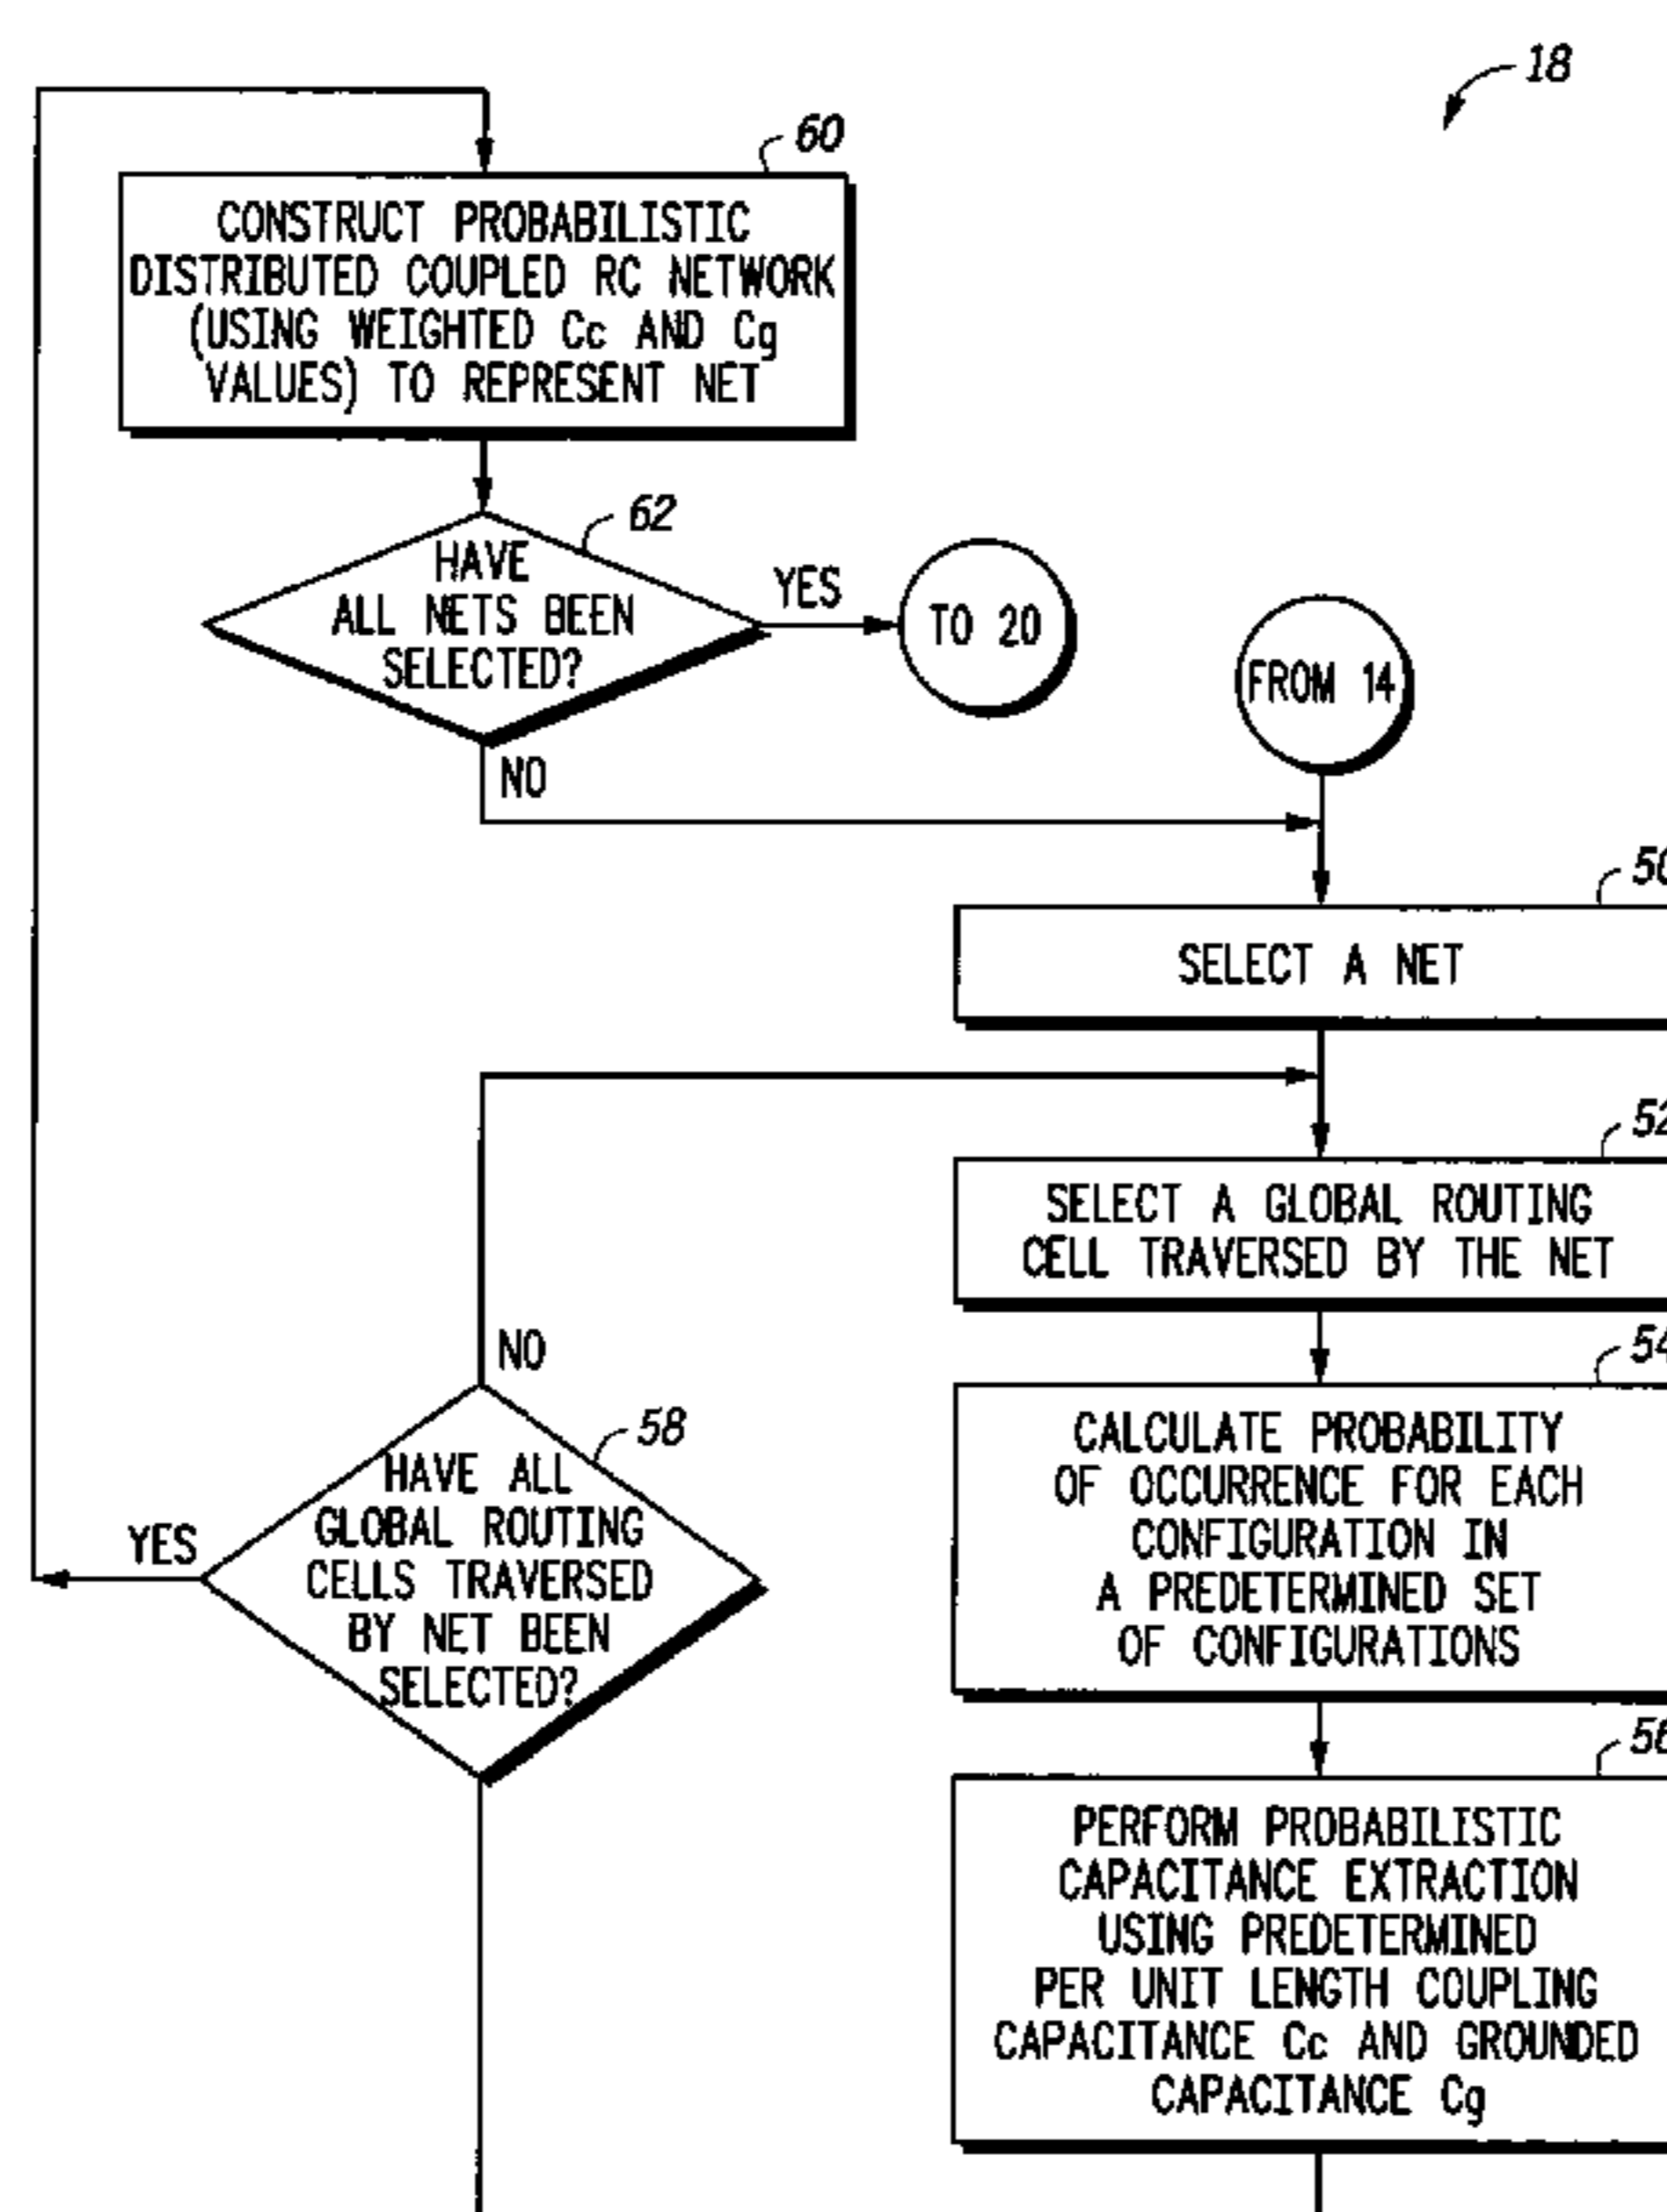 18
60
CONSTRUCT PROBABILISTIC
DISTRIBUTED COUPLED RC NETWORK
(USING WEIGHTED Cc AND Cg
VALUES) TO REPRESENT NET
62
HAVE
ALL NETS BEEN
SELECTED?
YES
TO 20
FROM 14
NO
SELECT A NET
SELECT A GLOBAL ROUTING
CELL TRAVERSED BY THE NET
NO
58
HAVE ALL
GLOBAL ROUTING
CELLS TRAVERSED
BY NET BEEN
SELECTED?
YES
54
CALCULATE PROBABILITY
OF OCCURRENCE FOR EACH
CONFIGURATION IN
A PREDETERMINED SET
OF CONFIGURATIONS
PERFORM PROBABILISTIC
CAPACITANCE EXTRACTION
USING PREDETERMINED
PER UNIT LENGTH COUPLING
CAPACITANCE Cc AND GROUNDED
CAPACITANCE Cg